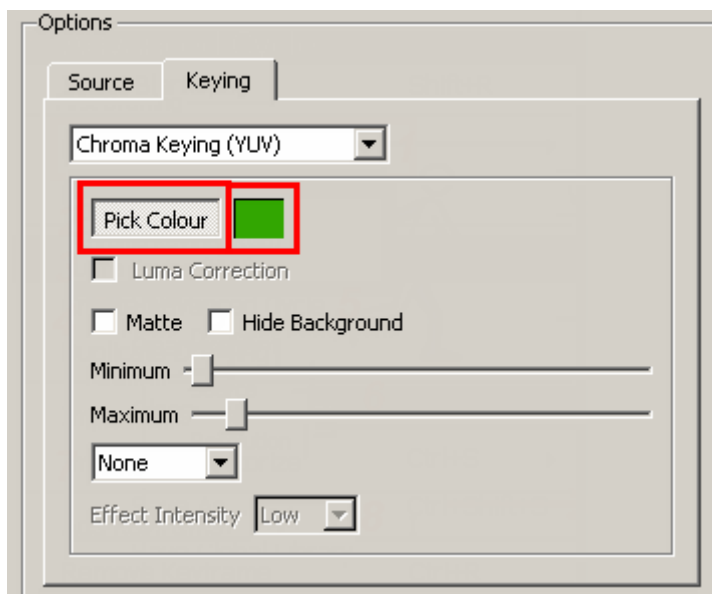 Options
Source Keying
Chroma Keying (YUV)
Pick Colour
Luma Correction
Matte Hide Background
Minimum
Maximum
None
Effect Intensity Low